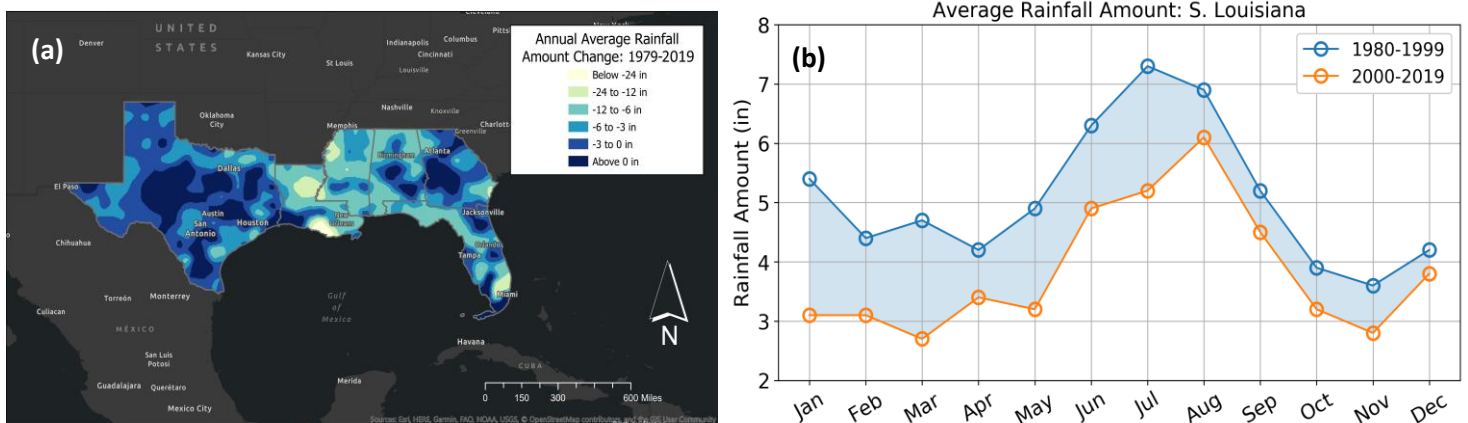 (a)
UNITED
STATES
Denver
Kansas City
St Louis
Indianapolis
Columbus
Cincinnati
Louisville
Nashville
Knoxville
Greenville
Charlott
Memphis
Oklahoma
City
Birmingham
Atlanta
Dallas
El Paso
Austin
San
Antonio
Houston
New
Orleans
Jacksonville
Orlando
Tampa
Miami
Chihuahua
Torreón
Monterrey
Culiacan
MÉXICO
San Luis
Potosi
Guadalajara
Querétaro
Mexico City
Merida
Gulf
of
Mexico
Havana
CUBA
Annual Average Rainfall
Amount Change: 1979-2019
Below -24 in
-24 to -12 in
-12 to -6 in
-6 to -3 in
-3 to 0 in
Above 0 in
N
0 150 300 600 Miles
Sources: Esri, HERE, Garmin, FAO, NOAA, USGS, © OpenStreetMap contributors, and the GIS User Community
Average Rainfall Amount: S. Louisiana
(b)
1980-1999
2000-2019
Rainfall Amount (in)
8
7
6
5
4
3
2
Jan Feb Mar Apr May Jun Jul Aug Sep Oct Nov Dec